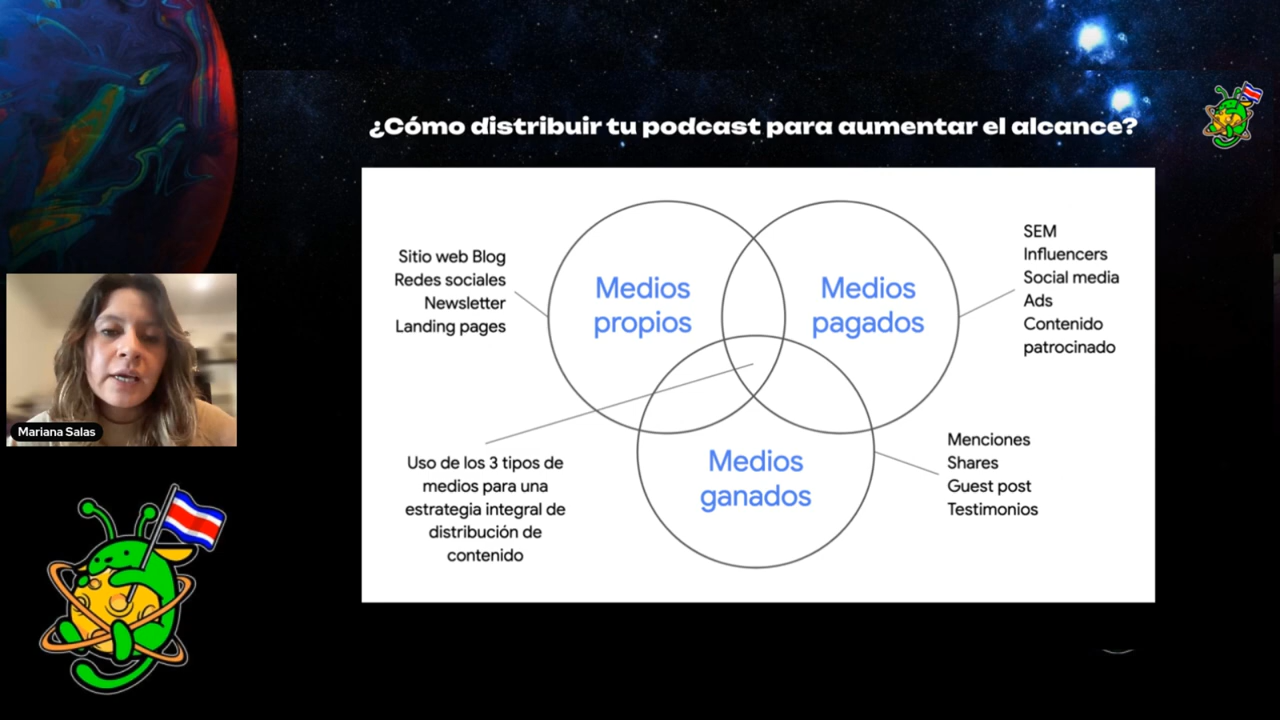 ¿Cómo distribuir tu podcast para aumentar el alcance?
Sitio web Blog
Redes sociales
Newsletter
Landing pages
Medios
propios
Medios
pagados
SEM
Influencers
Social media
Ads
Contenido
patrocinado
Uso de los 3 tipos de
medios para una
estrategia integral de
distribución de
contenido
Medios
ganados
Menciones
Shares
Guest post
Testimonios
Mariana Salas